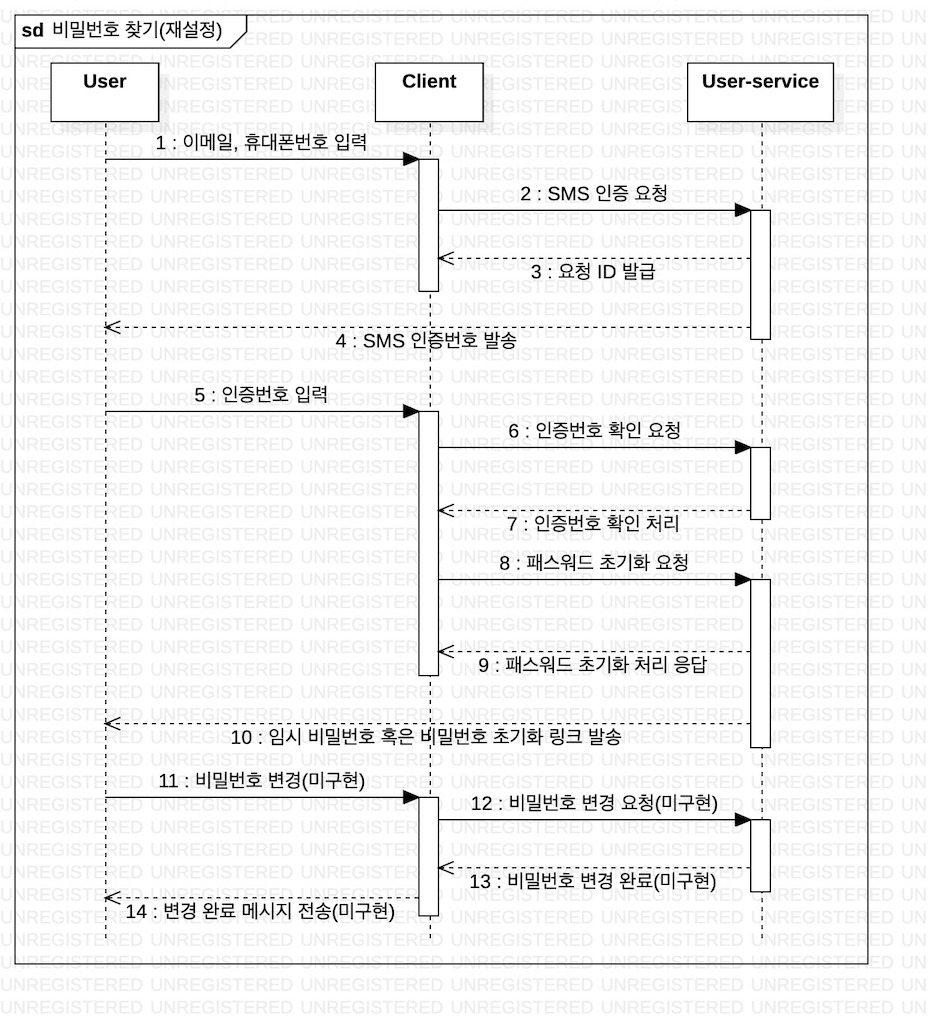 sd 비밀번호 찾기(재설정)
User
Client
User-service
1 : 이메일, 휴대폰번호 입력
2 : SMS 인증 요청
3 : 요청 ID 발급
4 : SMS 인증번호 발송
5 : 인증번호 입력
6 : 인증번호 확인 요청
7 : 인증번호 확인 처리
8 : 패스워드 초기화 요청
9 : 패스워드 초기화 처리 응답
10 : 임시 비밀번호 혹은 비밀번호 초기화 링크 발송
11 : 비밀번호 변경(미구현)
12 : 비밀번호 변경 요청(미구현)
13 : 비밀번호 변경 완료(미구현)
14 : 변경 완료 메시지 전송(미구현)
UNREGISTERED UNREGISTERED UNREGISTERED UNREGISTERED UNREGISTERED UNREGISTERED UN